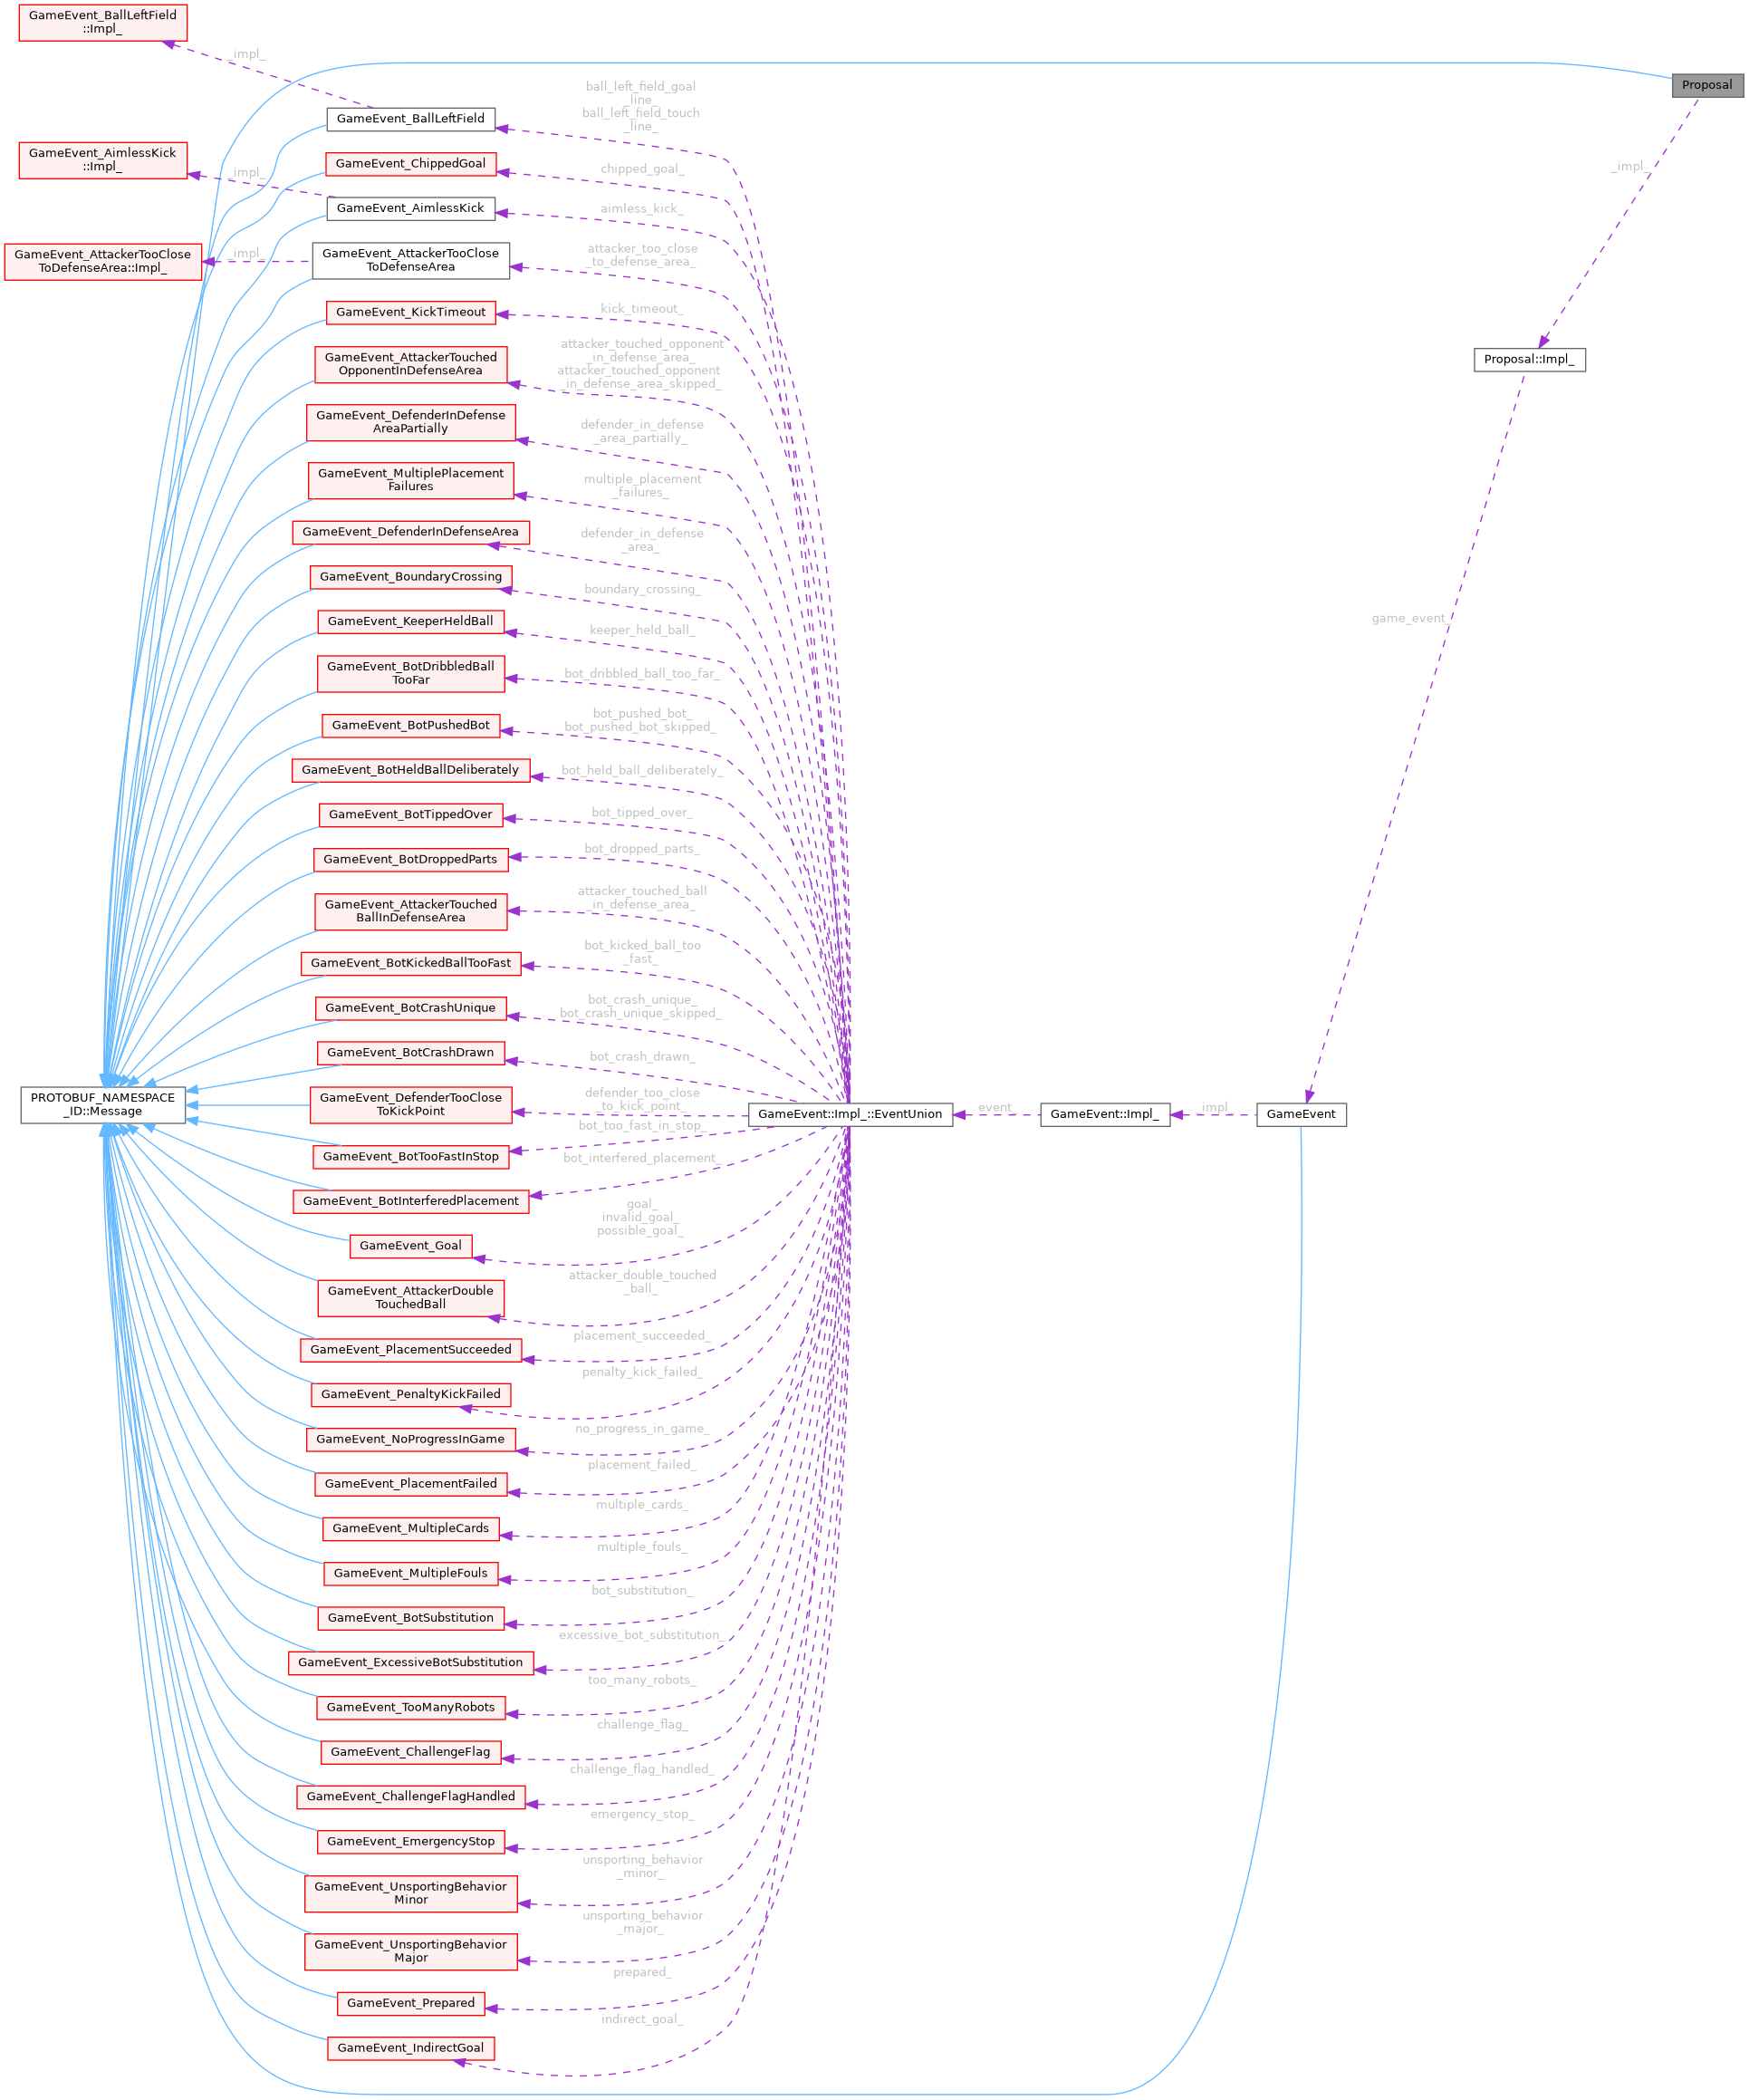 GameEvent_BallLeftField
::Impl_
_impl_
Proposal
ball_left_field_goal
_line_
ball_left_field_touch
_line_
GameEvent_BallLeftField
GameEvent_AimlessKick
::Impl_
_impl_
GameEvent_ChippedGoal
chipped_goal_
_impl_
GameEvent_AimlessKick
aimless_kick_
GameEvent_AttackerTooClose
ToDefenseArea::Impl_
_impl_
GameEvent_AttackerTooClose
ToDefenseArea
attacker_too_close
_to_defense_area_
GameEvent_KickTimeout
kick_timeout_
Proposal::Impl_
GameEvent_AttackerTouched
OpponentInDefenseArea
attacker_touched_opponent
_in_defense_area_
attacker_touched_opponent
_in_defense_area_skipped_
GameEvent_DefenderInDefense
AreaPartially
defender_in_defense
_area_partially_
GameEvent_MultiplePlacement
Failures
multiple_placement
_failures_
GameEvent_DefenderInDefenseArea
defender_in_defense
_area_
GameEvent_BoundaryCrossing
boundary_crossing_
GameEvent_KeeperHeldBall
keeper_held_ball_
game_event_
GameEvent_BotDribbledBall
TooFar
bot_dribbled_ball_too_far_
GameEvent_BotPushedBot
bot_pushed_bot_
bot_pushed_bot_skipped_
GameEvent_BotHeldBallDeliberately
bot_held_ball_deliberately_
GameEvent_BotTippedOver
bot_tipped_over_
GameEvent_BotDroppedParts
bot_dropped_parts_
GameEvent_AttackerTouched
BallInDefenseArea
attacker_touched_ball
_in_defense_area_
GameEvent_BotKickedBallTooFast
bot_kicked_ball_too
_fast_
GameEvent_BotCrashUnique
bot_crash_unique_
bot_crash_unique_skipped_
GameEvent_BotCrashDrawn
bot_crash_drawn_
PROTOBUF_NAMESPACE
_ID::Message
GameEvent_DefenderTooClose
ToKickPoint
defender_too_close
_to_kick_point_
GameEvent::Impl_::EventUnion
event_
GameEvent::Impl_
_impl_
GameEvent
GameEvent_BotTooFastInStop
bot_too_fast_in_stop_
GameEvent_BotInterferedPlacement
bot_interfered_placement_
GameEvent_Goal
goal_
invalid_goal_
possible_goal_
GameEvent_AttackerDouble
TouchedBall
attacker_double_touched
_ball_
GameEvent_PlacementSucceeded
placement_succeeded_
GameEvent_PenaltyKickFailed
penalty_kick_failed_
GameEvent_NoProgressInGame
no_progress_in_game_
GameEvent_PlacementFailed
placement_failed_
GameEvent_MultipleCards
multiple_cards_
GameEvent_MultipleFouls
multiple_fouls_
GameEvent_BotSubstitution
bot_substitution_
GameEvent_ExcessiveBotSubstitution
excessive_bot_substitution_
GameEvent_TooManyRobots
too_many_robots_
GameEvent_ChallengeFlag
challenge_flag_
GameEvent_ChallengeFlagHandled
challenge_flag_handled_
GameEvent_EmergencyStop
emergency_stop_
GameEvent_UnsportingBehavior
Minor
unsporting_behavior
_minor_
GameEvent_UnsportingBehavior
Major
unsporting_behavior
_major_
GameEvent_Prepared
prepared_
GameEvent_IndirectGoal
indirect_goal_
_impl_